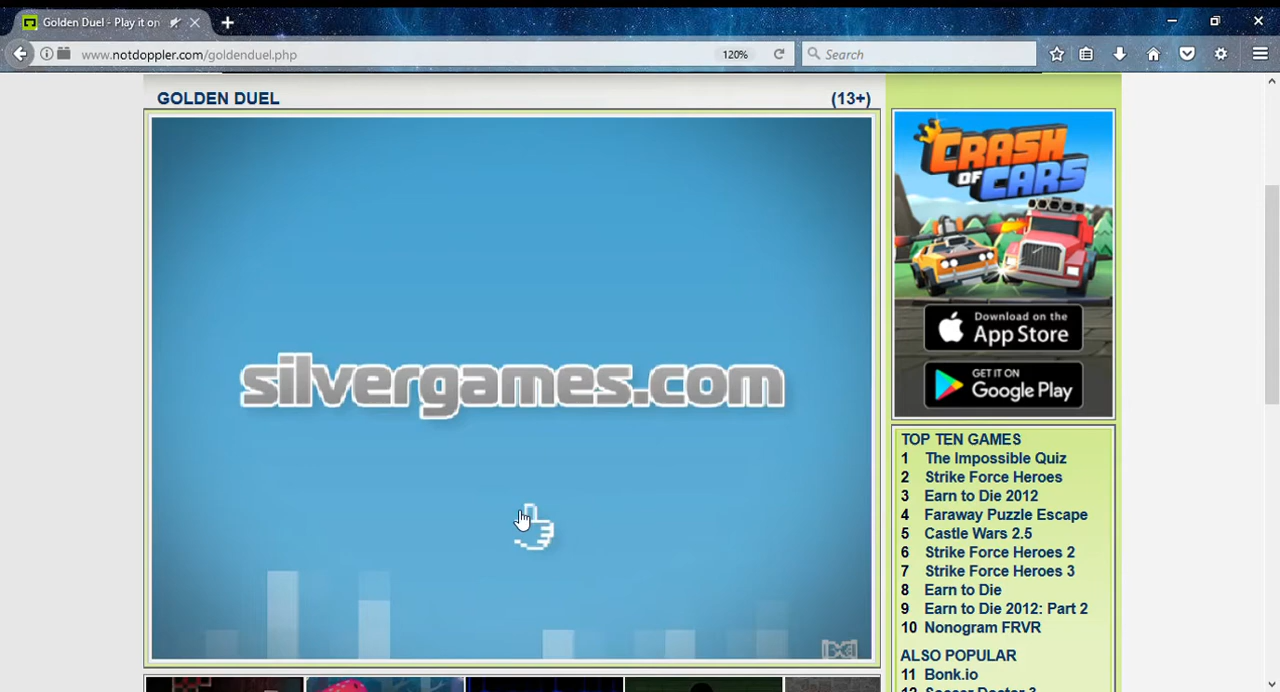 Golden Duel - Play it on
www.notdoppler.com/goldenduel.php
120%
Search
GOLDEN DUEL
(13+)
silvergames.com
CRASH
OF
CARS
Download on the
App Store
GET IT ON
Google Play
TOP TEN GAMES
1 The Impossible Quiz
2 Strike Force Heroes
3 Earn to Die 2012
4 Faraway Puzzle Escape
5 Castle Wars 2.5
6 Strike Force Heroes 2
7 Strike Force Heroes 3
8 Earn to Die
9 Earn to Die 2012: Part 2
10 Nonogram FRVR
ALSO POPULAR
11 Bonk.io
12 Soccer Doctor 3